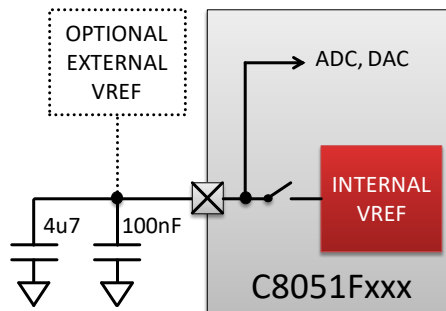 OPTIONAL
EXTERNAL
VREF
ADC, DAC
INTERNAL
VREF
4u7
100nF
C8051Fxxx